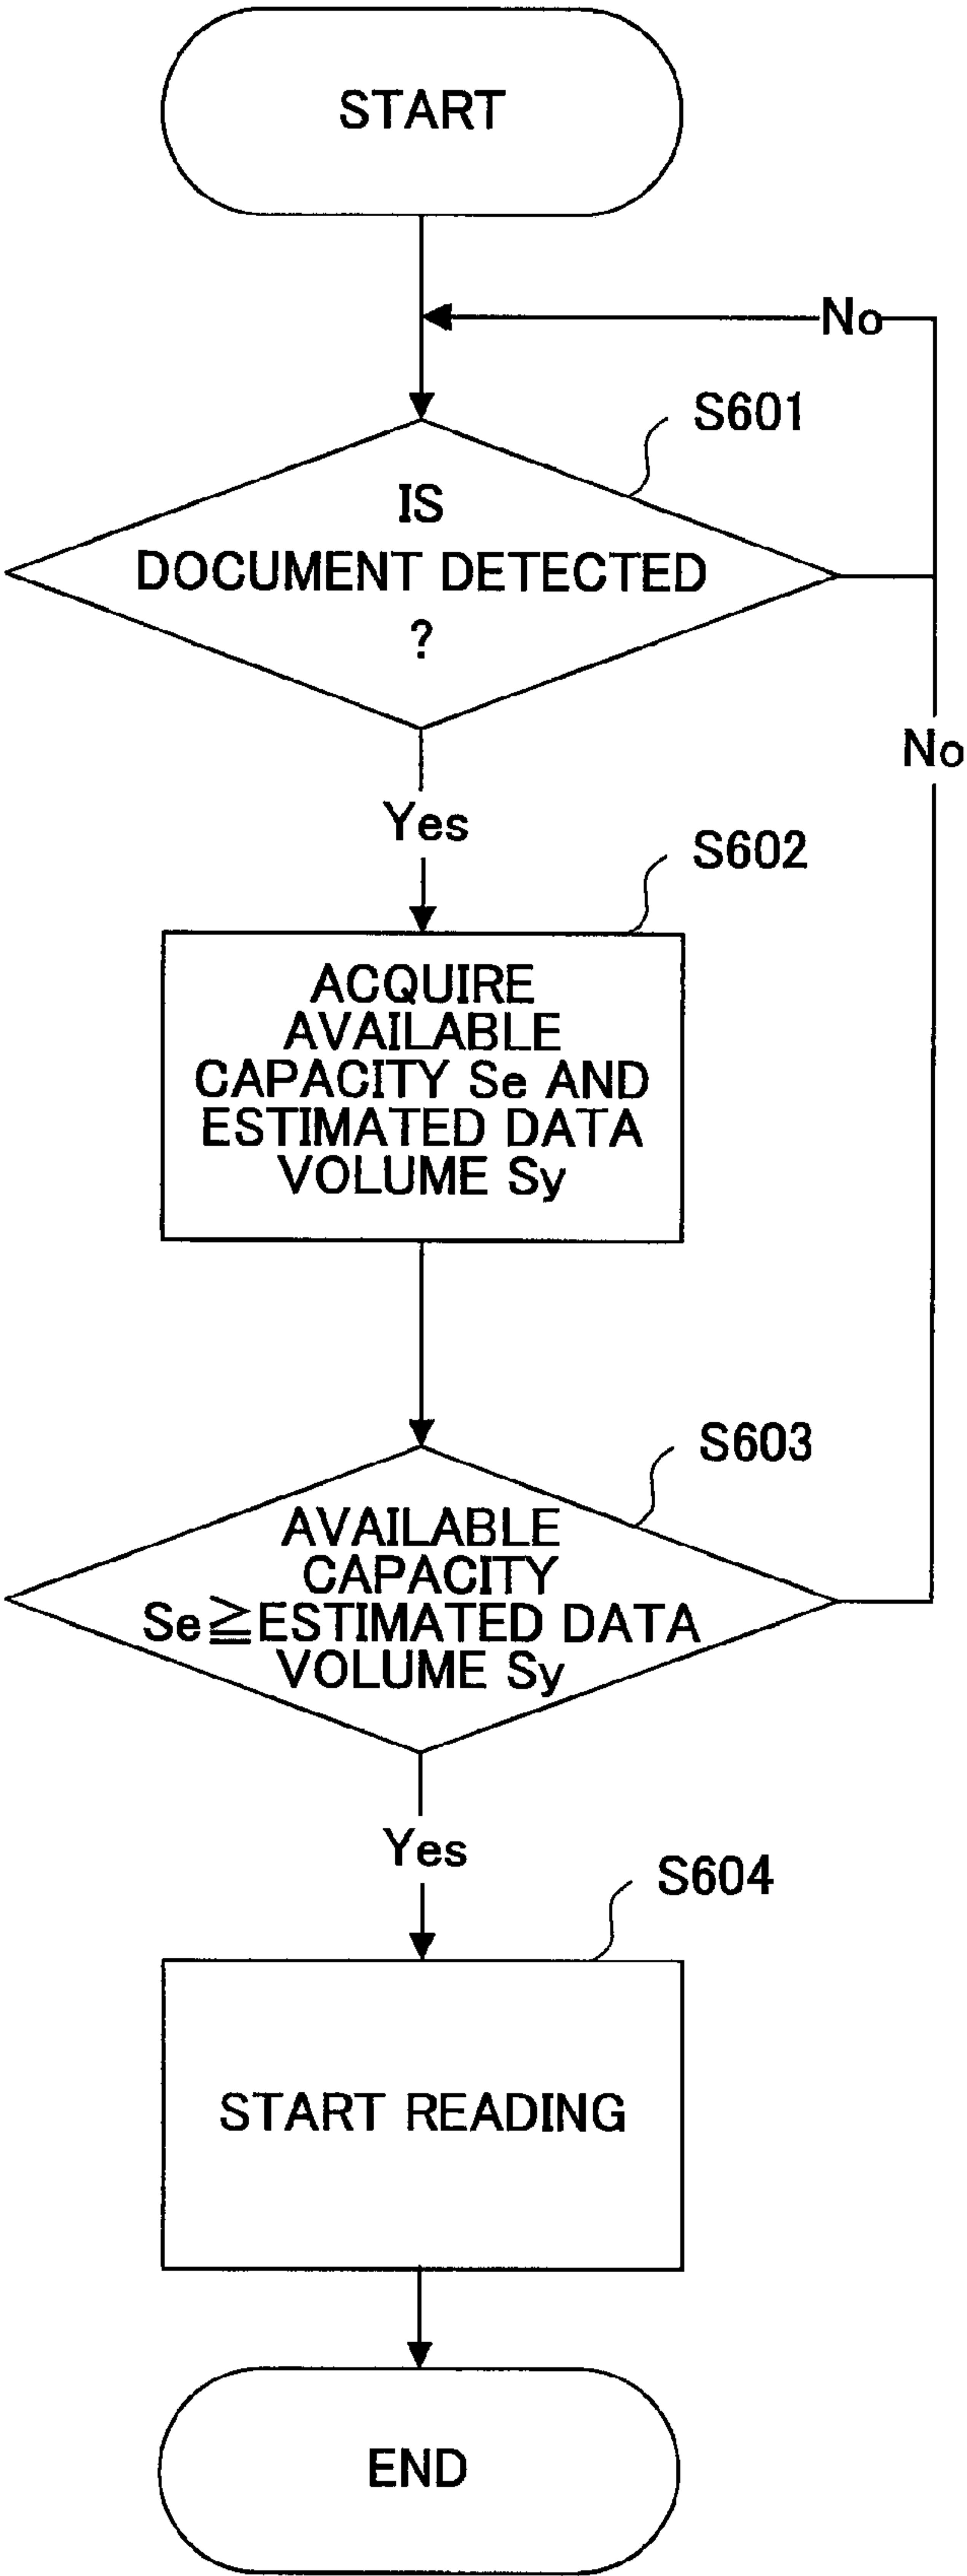 START
No
S601
IS
DOCUMENT DETECTED
?
No
Yes
S602
ACQUIRE
AVAILABLE
CAPACITY Se AND
ESTIMATED DATA
VOLUME Sy
S603
AVAILABLE
CAPACITY
Se≧ESTIMATED DATA
VOLUME Sy
Yes
S604
START READING
END